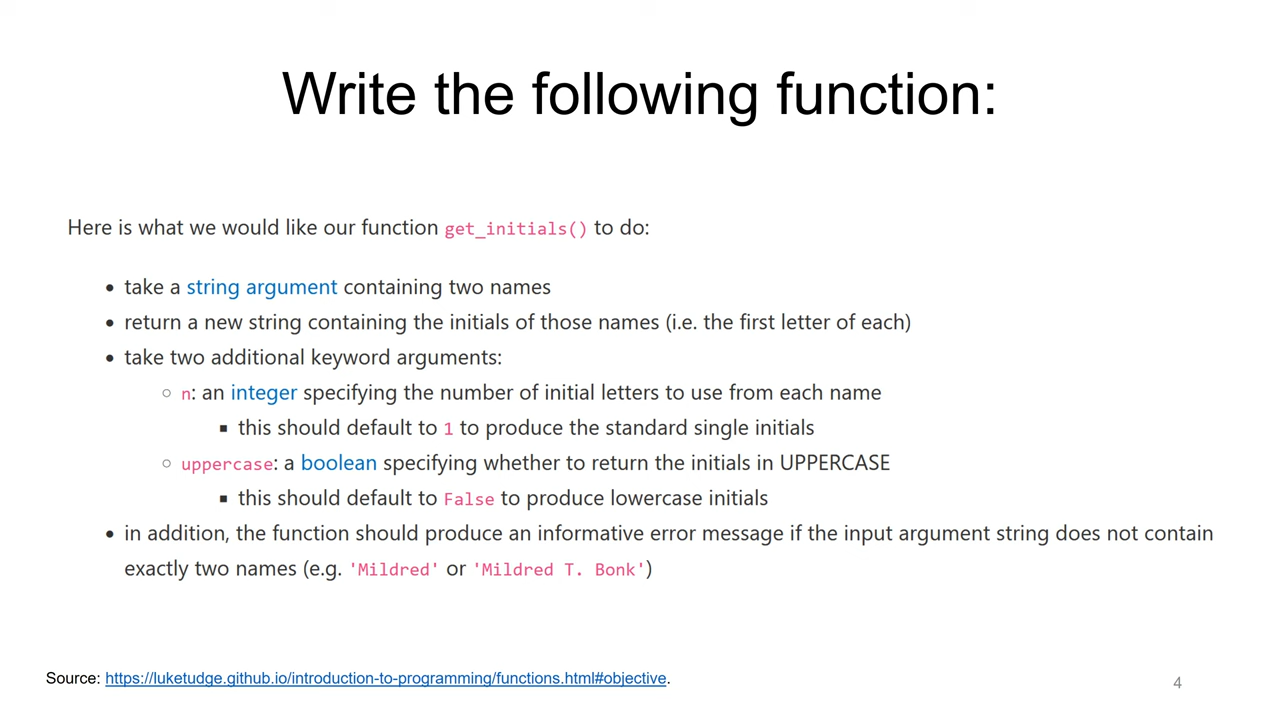 Write the following function:
Here is what we would like our function get_initials() to do:
• take a string argument containing two names
• return a new string containing the initials of those names (i.e. the first letter of each)
• take two additional keyword arguments:
○ n: an integer specifying the number of initial letters to use from each name
▪ this should default to 1 to produce the standard single initials
○ uppercase: a boolean specifying whether to return the initials in UPPERCASE
▪ this should default to False to produce lowercase initials
• in addition, the function should produce an informative error message if the input argument string does not contain
exactly two names (e.g. 'Mildred' or 'Mildred T. Bonk')
Source: https://luketudge.github.io/introduction-to-programming/functions.html#objective.
4